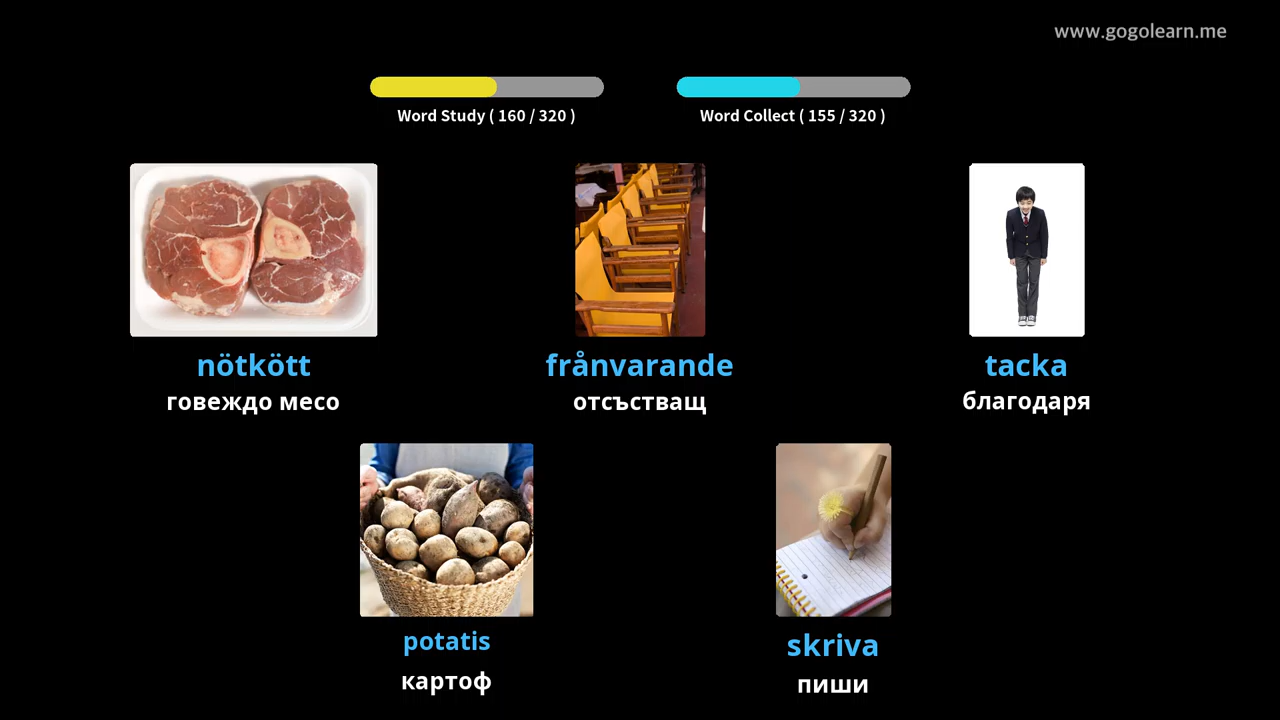 www.gogolearn.me
Word Study ( 160 / 320 )
Word Collect ( 155 / 320 )
nötkött
говеждо месо
frånvarande
отсъстващ
tacka
благодаря
potatis
картоф
skriva
пиши